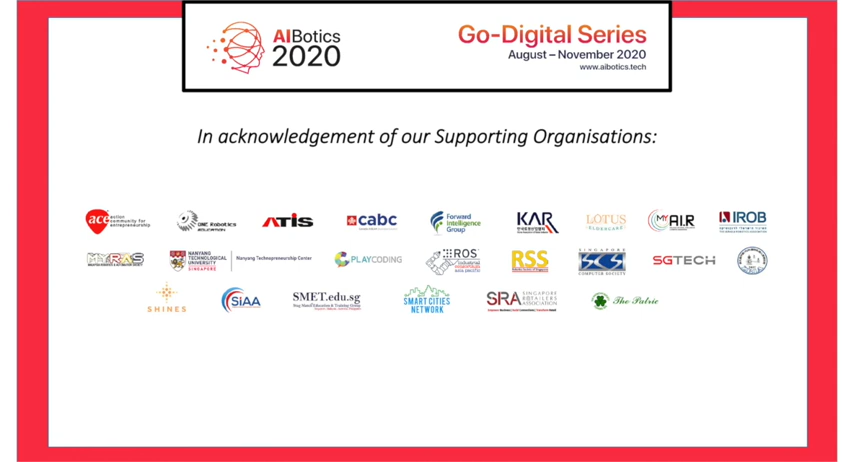 AIBotics
2020
Go-Digital Series
August – November 2020
www.aibotics.tech
In acknowledgement of our Supporting Organisations:
ace
action
community for
entrepreneurship
ONE Robotics
EDUCATION
ATIS
cabc
Forward
Intelligence
Group
KAR
LOTUS
ELDERCARE
MY A.I.R
IROB
MyRAS
NANYANG
TECHNOLOGICAL
UNIVERSITY
SINGAPORE
Nanyang Technopreneurship Center
PLAYCODING
ROS
Industrial
RSS
SINGAPORE
SCS
COMPUTER SOCIETY
SGTECH
SHINES
SiAA
SMET.edu.sg
SMART CITIES
NETWORK
SRA
SINGAPORE
RETAILERS
ASSOCIATION
The Patric